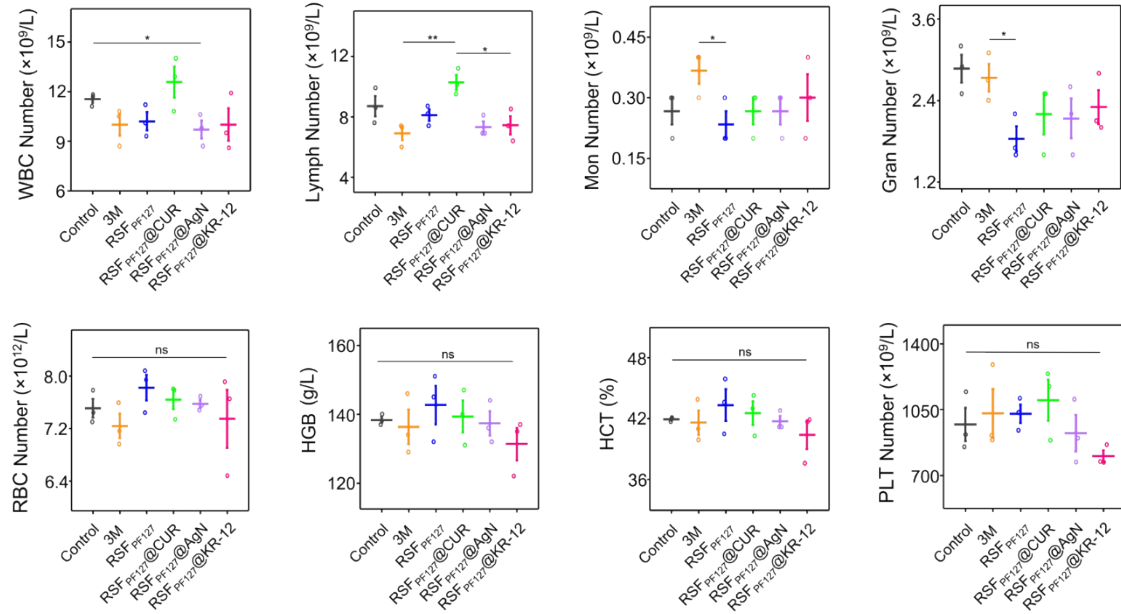 WBC Number (×10⁹/L)
15
12
9
6
*
Control
3M
RSF PF127
RSF PF127@CUR
RSF PF127@AgN
RSF PF127@KR-12
Lymph Number (×10⁹/L)
12
8
4
**
*
Control
3M
RSF PF127
RSF PF127@CUR
RSF PF127@AgN
RSF PF127@KR-12
Mon Number (×10⁹/L)
0.45
0.30
0.15
*
Control
3M
RSF PF127
RSF PF127@CUR
RSF PF127@AgN
RSF PF127@KR-12
Gran Number (×10⁹/L)
3.6
2.4
1.2
*
Control
3M
RSF PF127
RSF PF127@CUR
RSF PF127@AgN
RSF PF127@KR-12
RBC Number (×10¹²/L)
8.0
7.2
6.4
ns
Control
3M
RSF PF127
RSF PF127@CUR
RSF PF127@AgN
RSF PF127@KR-12
HGB (g/L)
160
140
120
ns
Control
3M
RSF PF127
RSF PF127@CUR
RSF PF127@AgN
RSF PF127@KR-12
HCT (%)
48
42
36
ns
Control
3M
RSF PF127
RSF PF127@CUR
RSF PF127@AgN
RSF PF127@KR-12
PLT Number (×10⁹/L)
1400
1050
700
ns
Control
3M
RSF PF127
RSF PF127@CUR
RSF PF127@AgN
RSF PF127@KR-12